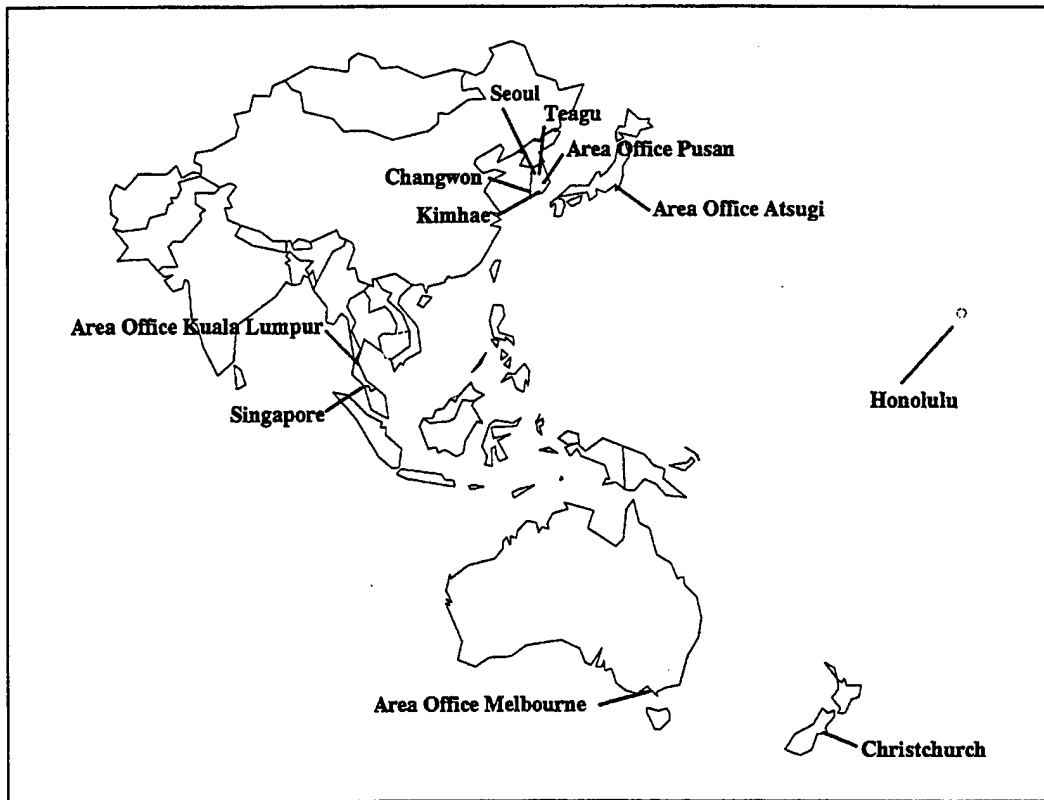 Seoul
Teagu
Area Office Pusan
Changwon
Kimhae
Area Office Atsugi
Area Office Kuala Lumpur
Honolulu
Singapore
Area Office Melbourne
Christchurch